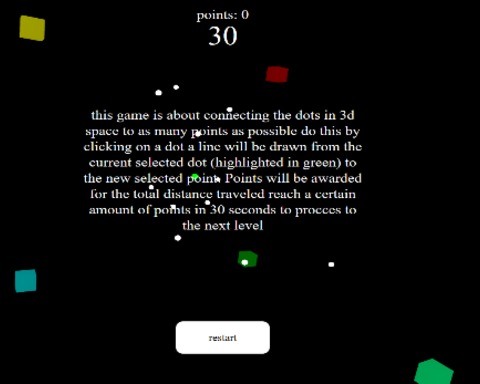 points: 0
30
this game is about connecting the dots in 3d
space to as many points as possible do this by
clicking on a dot a line will be drawn from the
current selected dot (highlighted in green) to
the new selected point. Points will be awarded
for the total distance traveled reach a certain
amount of points in 30 seconds to procces to
the next level
restart